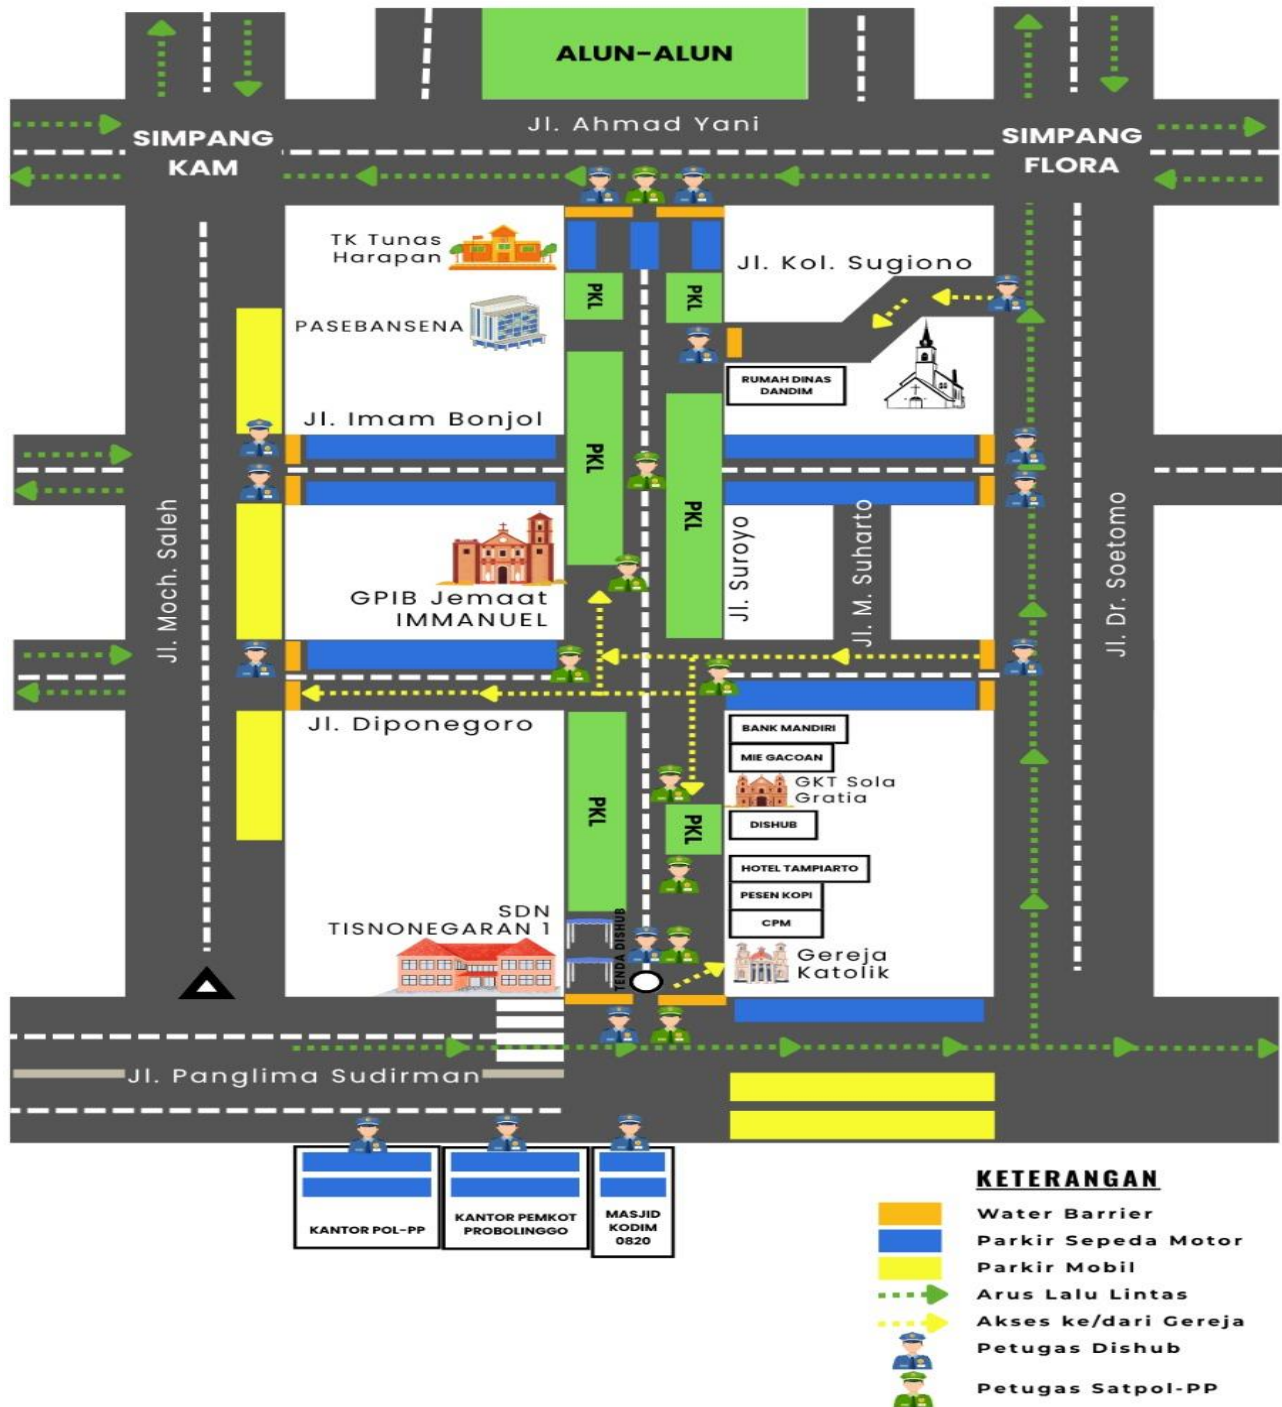 ALUN-ALUN
Jl. Ahmad Yani
SIMPANG
KAM
SIMPANG
FLORA
TK Tunas
Harapan
Jl. Kol. Sugiono
PKL
PKL
PASEBANSENA
RUMAH DINAS
DANDIM
Jl. Imam Bonjol
PKL
PKL
Jl. Moch. Saleh
Jl. Suroyo
Jl. M. Suharto
Jl. Dr. Soetomo
GPIB Jemaat
IMMANUEL
Jl. Diponegoro
BANK MANDIRI
MIE GACOAN
GKT Sola
Gratia
PKL
PKL
DISHUB
HOTEL TAMPIARTO
PESEN KOPI
CPM
SDN
TISNONEGARAN 1
TENDA DISHUB
Gereja
Katolik
Jl. Panglima Sudirman
KANTOR POL-PP
KANTOR PEMKOT
PROBOLINGGO
MASJID
KODIM
0820
KETERANGAN
Water Barrier
Parkir Sepeda Motor
Parkir Mobil
Arus Lalu Lintas
Akses ke/dari Gereja
Petugas Dishub
Petugas Satpol-PP